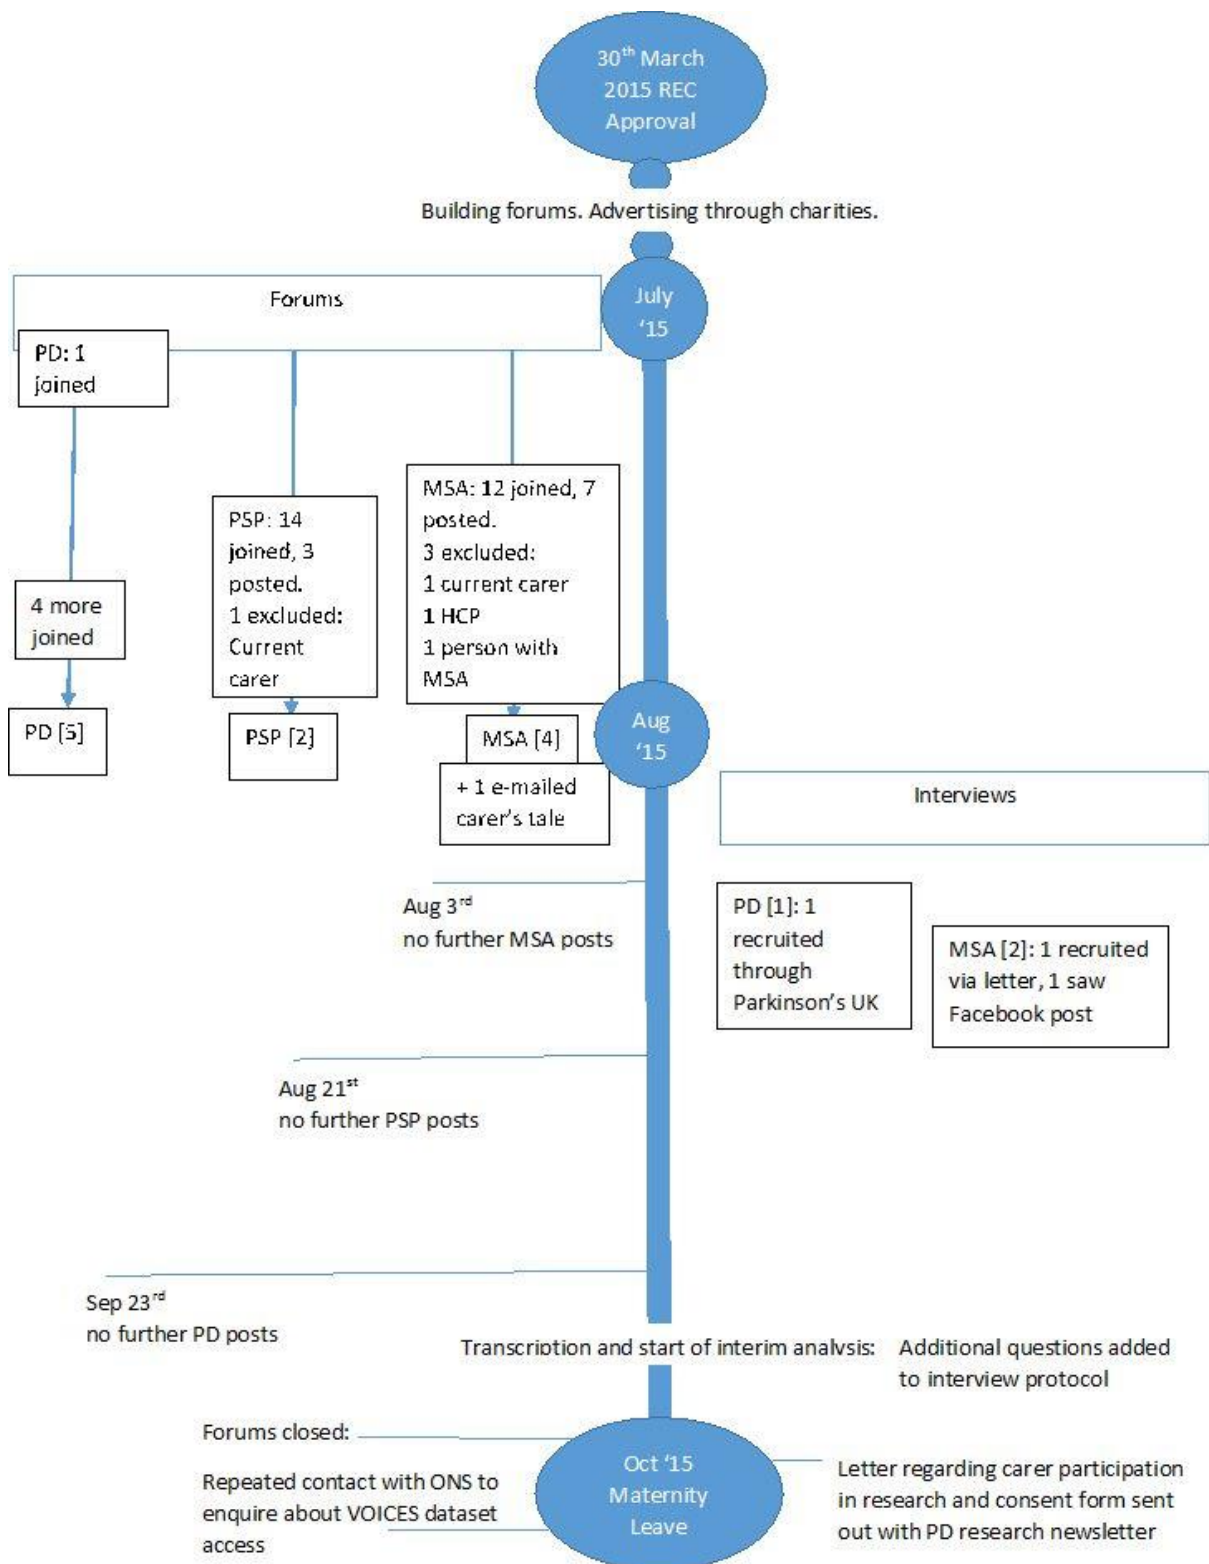 30th March
2015 REC
Approval
Building forums. Advertising through charities.
July
‘15
Forums
PD: 1
joined
MSA: 12 joined, 7
posted.
3 excluded:
1 current carer
1 HCP
1 person with
MSA
PSP: 14
joined, 3
posted.
1 excluded:
Current
carer
4 more
joined
PD [5]
PSP [2]
MSA [4]
+ 1 e-mailed
carer’s tale
Aug
‘15
Interviews
Aug 3rd
no further MSA posts
PD [1]: 1
recruited
through
Parkinson’s UK
MSA [2]: 1 recruited
via letter, 1 saw
Facebook post
Aug 21st
no further PSP posts
Sep 23rd
no further PD posts
Transcription and start of interim analysis:
Additional questions added
to interview protocol
Forums closed:
Repeated contact with ONS to
enquire about VOICES dataset
access
Oct ‘15
Maternity
Leave
Letter regarding carer participation
in research and consent form sent
out with PD research newsletter